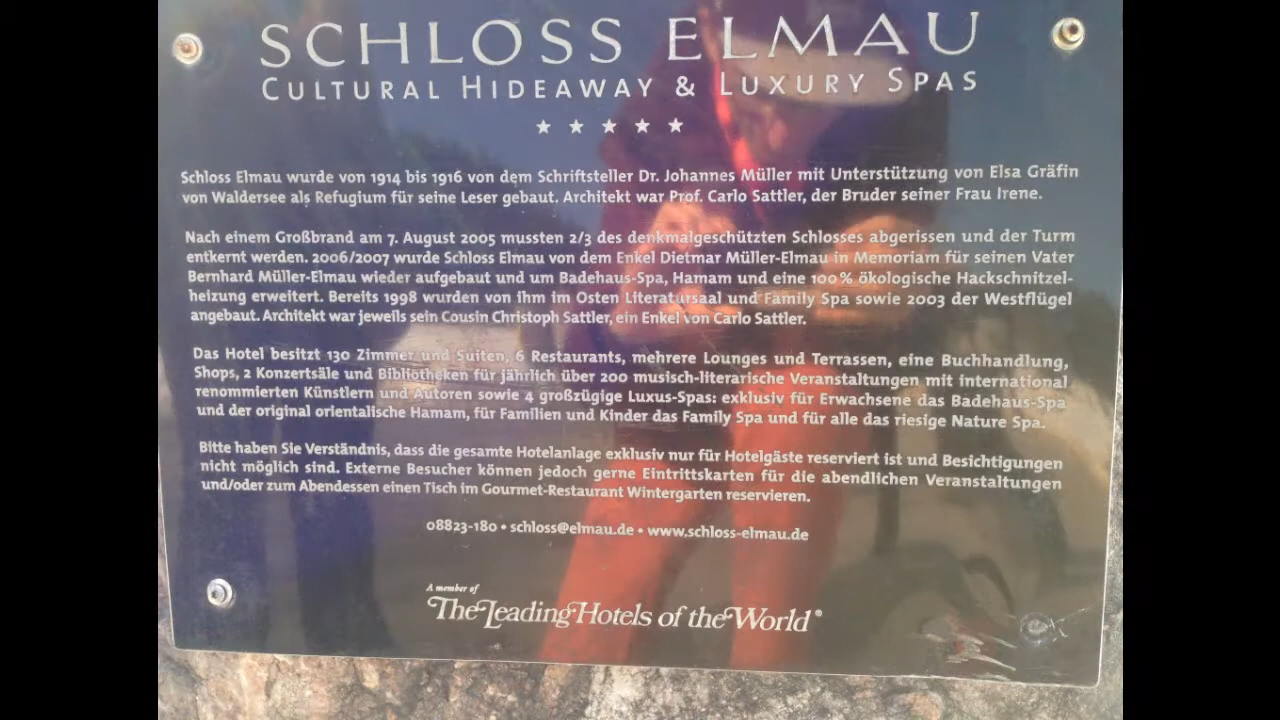 SCHLOSS ELMAU
CULTURAL HIDEAWAY & LUXURY SPAS
★ ★ ★ ★ ★
Schloss Elmau wurde von 1914 bis 1916 von dem Schriftsteller Dr. Johannes Müller mit Unterstützung von Elsa Gräfin
von Waldersee als Refugium für seine Leser gebaut. Architekt war Prof. Carlo Sattler, der Bruder seiner Frau Irene.
Nach einem Großbrand am 7. August 2005 mussten 2/3 des denkmalgeschützten Schlosses abgerissen und der Turm
entkernt werden. 2006/2007 wurde Schloss Elmau von dem Enkel Dietmar Müller-Elmau in Memoriam für seinen Vater
Bernhard Müller-Elmau wieder aufgebaut und um Badehaus-Spa, Hamam und eine 100% ökologische Hackschnitzel-
heizung erweitert. Bereits 1998 wurden von ihm im Osten Literatursaal und Family Spa sowie 2003 der Westflügel
angebaut. Architekt war jeweils sein Cousin Christoph Sattler, ein Enkel von Carlo Sattler.
Das Hotel besitzt 130 Zimmer und Suiten, 6 Restaurants, mehrere Lounges und Terrassen, eine Buchhandlung,
Shops, 2 Konzertsäle und Bibliotheken für jährlich über 200 musisch-literarische Veranstaltungen mit international
renommierten Künstlern und Autoren sowie 4 großzügige Luxus-Spas: exklusiv für Erwachsene das Badehaus-Spa
und der original orientalische Hamam, für Familien und Kinder das Family Spa und für alle das riesige Nature Spa.
Bitte haben Sie Verständnis, dass die gesamte Hotelanlage exklusiv nur für Hotelgäste reserviert ist und Besichtigungen
nicht möglich sind. Externe Besucher können jedoch gerne Eintrittskarten für die abendlichen Veranstaltungen
und/oder zum Abendessen einen Tisch im Gourmet-Restaurant Wintergarten reservieren.
08823-180 • schloss@elmau.de • www.schloss-elmau.de
A member of
The Leading Hotels of the World®